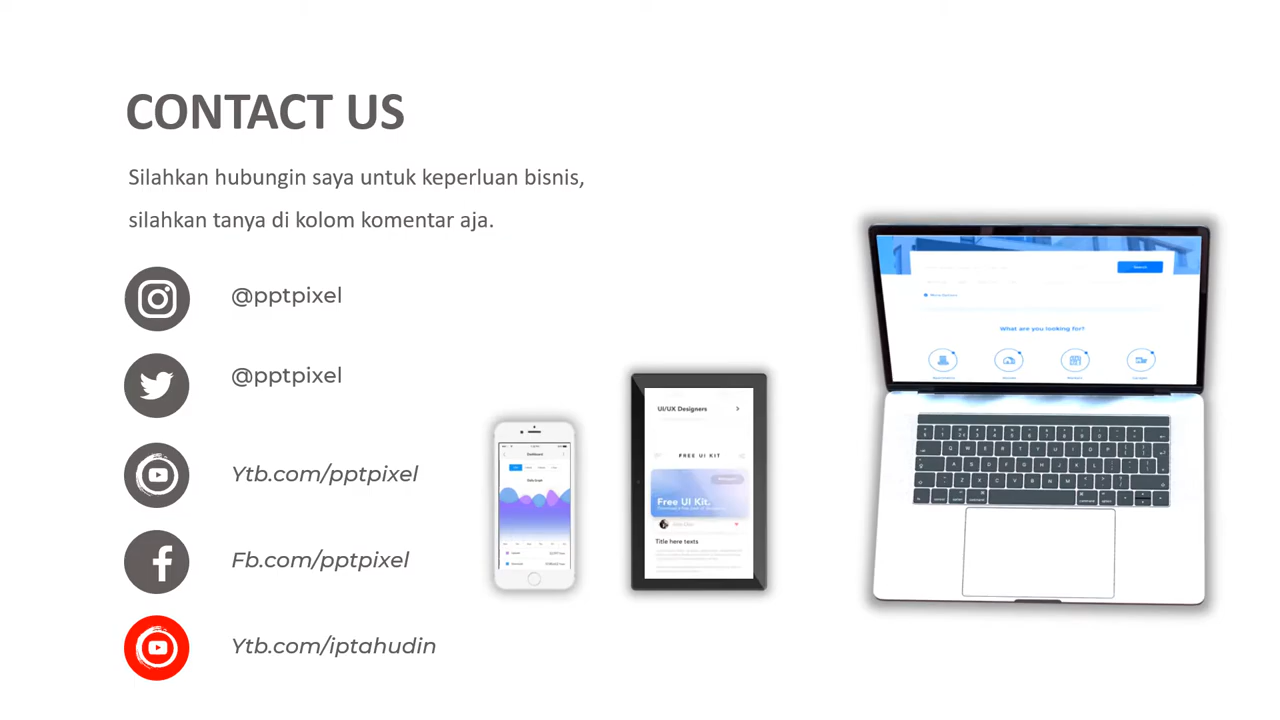 CONTACT US
Silahkan hubungin saya untuk keperluan bisnis,
silahkan tanya di kolom komentar aja.
@pptpixel
@pptpixel
Ytb.com/pptpixel
Fb.com/pptpixel
Ytb.com/iptahudin
Dashboard
UI/UX Designers
FREE UI KIT
Free UI Kit.
Title here texts
What are you looking for?